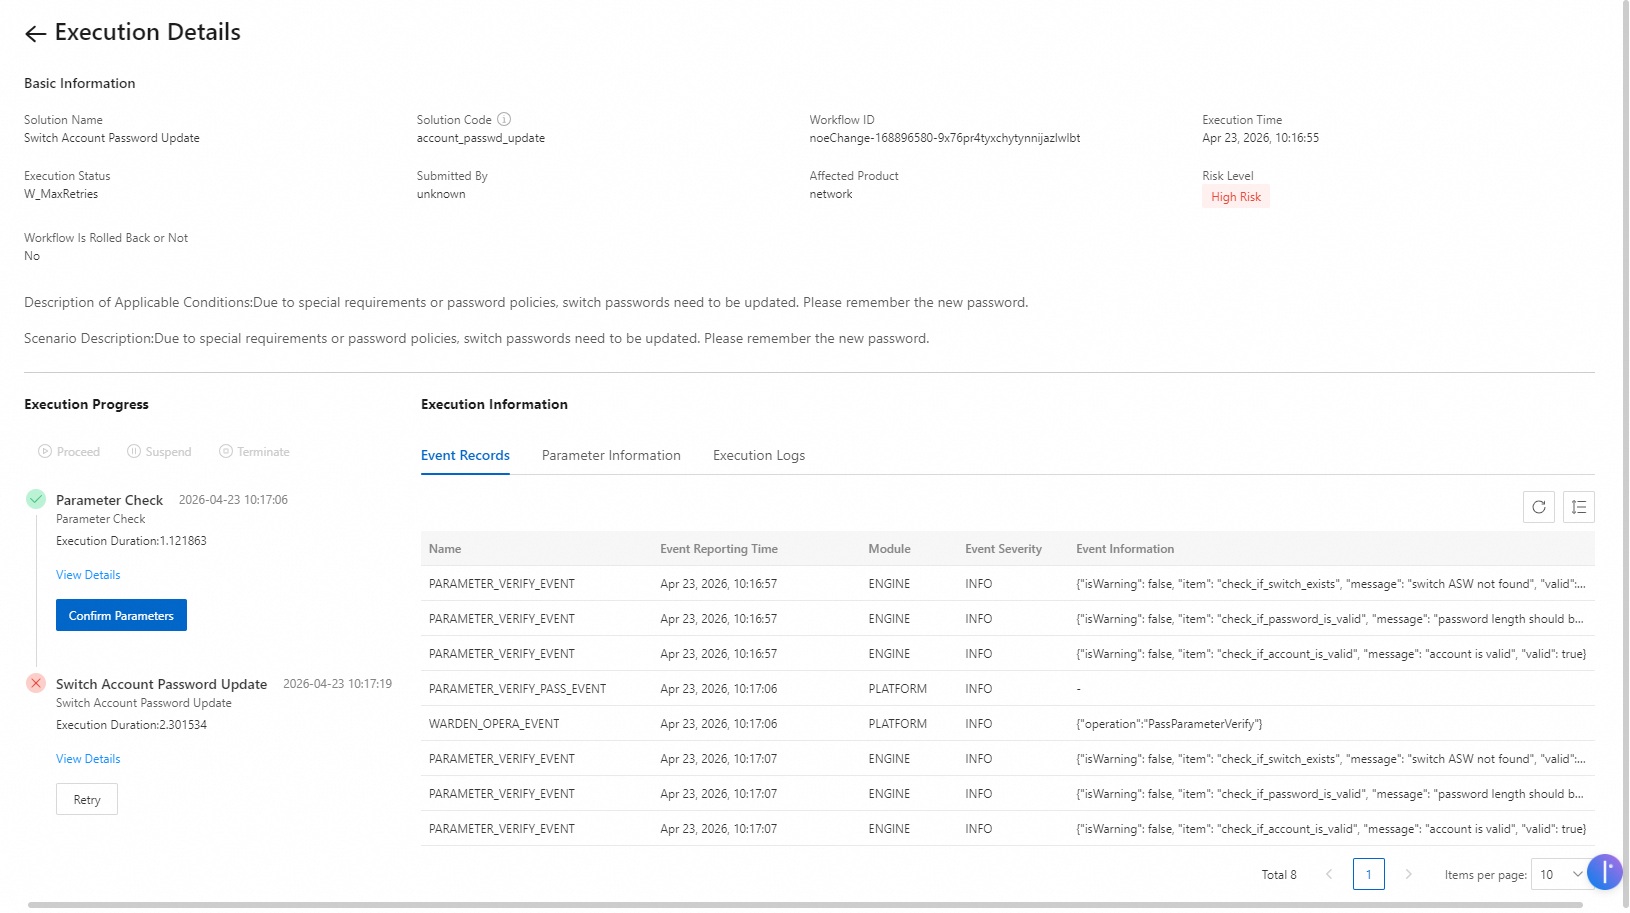 Execution Details
Basic Information
Solution Name
Switch Account Password Update
Solution Code
account_passwd_update
Workflow ID
noeChange-168896580-9x76pr4tyxchytynnijazlwlbt
Execution Time
Apr 23, 2026, 10:16:55
Execution Status
W_MaxRetries
Submitted By
unknown
Affected Product
network
Risk Level
High Risk
Workflow Is Rolled Back or Not
No
Description of Applicable Conditions:Due to special requirements or password policies, switch passwords need to be updated. Please remember the new password.
Scenario Description:Due to special requirements or password policies, switch passwords need to be updated. Please remember the new password.
Execution Progress
Proceed Suspend Terminate
Parameter Check 2026-04-23 10:17:06
Parameter Check
Execution Duration:1.121863
View Details
Confirm Parameters
Switch Account Password Update 2026-04-23 10:17:19
Switch Account Password Update
Execution Duration:2.301534
View Details
Retry
Execution Information
Event Records Parameter Information Execution Logs
Name Event Reporting Time Module Event Severity Event Information
PARAMETER_VERIFY_EVENT Apr 23, 2026, 10:16:57 ENGINE INFO {"isWarning": false, "item": "check_if_switch_exists", "message": "switch ASW not found", "valid":...
PARAMETER_VERIFY_EVENT Apr 23, 2026, 10:16:57 ENGINE INFO {"isWarning": false, "item": "check_if_password_is_valid", "message": "password length should b...
PARAMETER_VERIFY_EVENT Apr 23, 2026, 10:16:57 ENGINE INFO {"isWarning": false, "item": "check_if_account_is_valid", "message": "account is valid", "valid": true}
PARAMETER_VERIFY_PASS_EVENT Apr 23, 2026, 10:17:06 PLATFORM INFO -
WARDEN_OPERA_EVENT Apr 23, 2026, 10:17:06 PLATFORM INFO {"operation":"PassParameterVerify"}
PARAMETER_VERIFY_EVENT Apr 23, 2026, 10:17:07 ENGINE INFO {"isWarning": false, "item": "check_if_switch_exists", "message": "switch ASW not found", "valid":...
PARAMETER_VERIFY_EVENT Apr 23, 2026, 10:17:07 ENGINE INFO {"isWarning": false, "item": "check_if_password_is_valid", "message": "password length should b...
PARAMETER_VERIFY_EVENT Apr 23, 2026, 10:17:07 ENGINE INFO {"isWarning": false, "item": "check_if_account_is_valid", "message": "account is valid", "valid": true}
Total 8 1 Items per page: 10